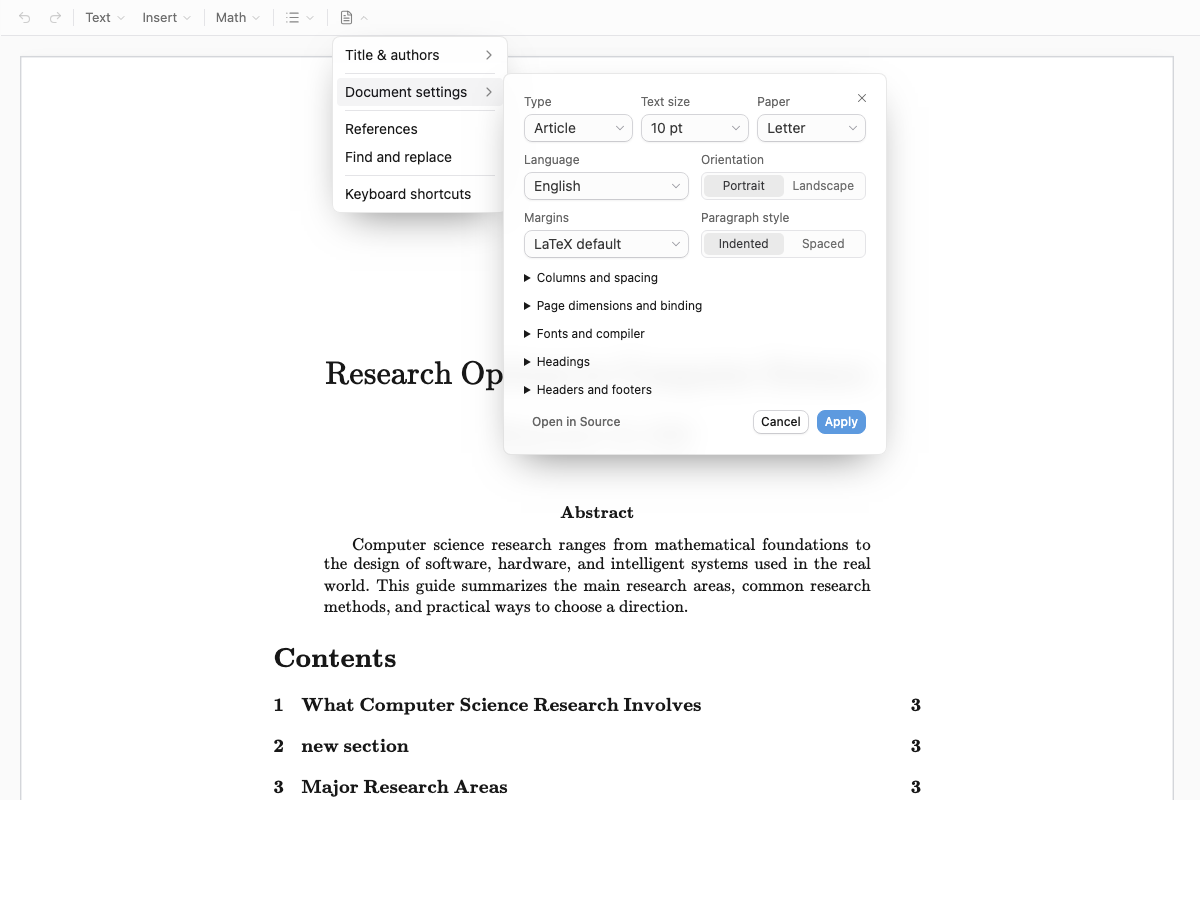 Text Insert Math
Title & authors
Document settings
References
Find and replace
Keyboard shortcuts
Type Text size Paper
Article 10 pt Letter
Language Orientation
English Portrait Landscape
Margins Paragraph style
LaTeX default Indented Spaced
Columns and spacing
Page dimensions and binding
Fonts and compiler
Headings
Headers and footers
Open in Source Cancel Apply
Research Op
Abstract
Computer science research ranges from mathematical foundations to
the design of software, hardware, and intelligent systems used in the real
world. This guide summarizes the main research areas, common research
methods, and practical ways to choose a direction.
Contents
1 What Computer Science Research Involves 3
2 new section 3
3 Major Research Areas 3